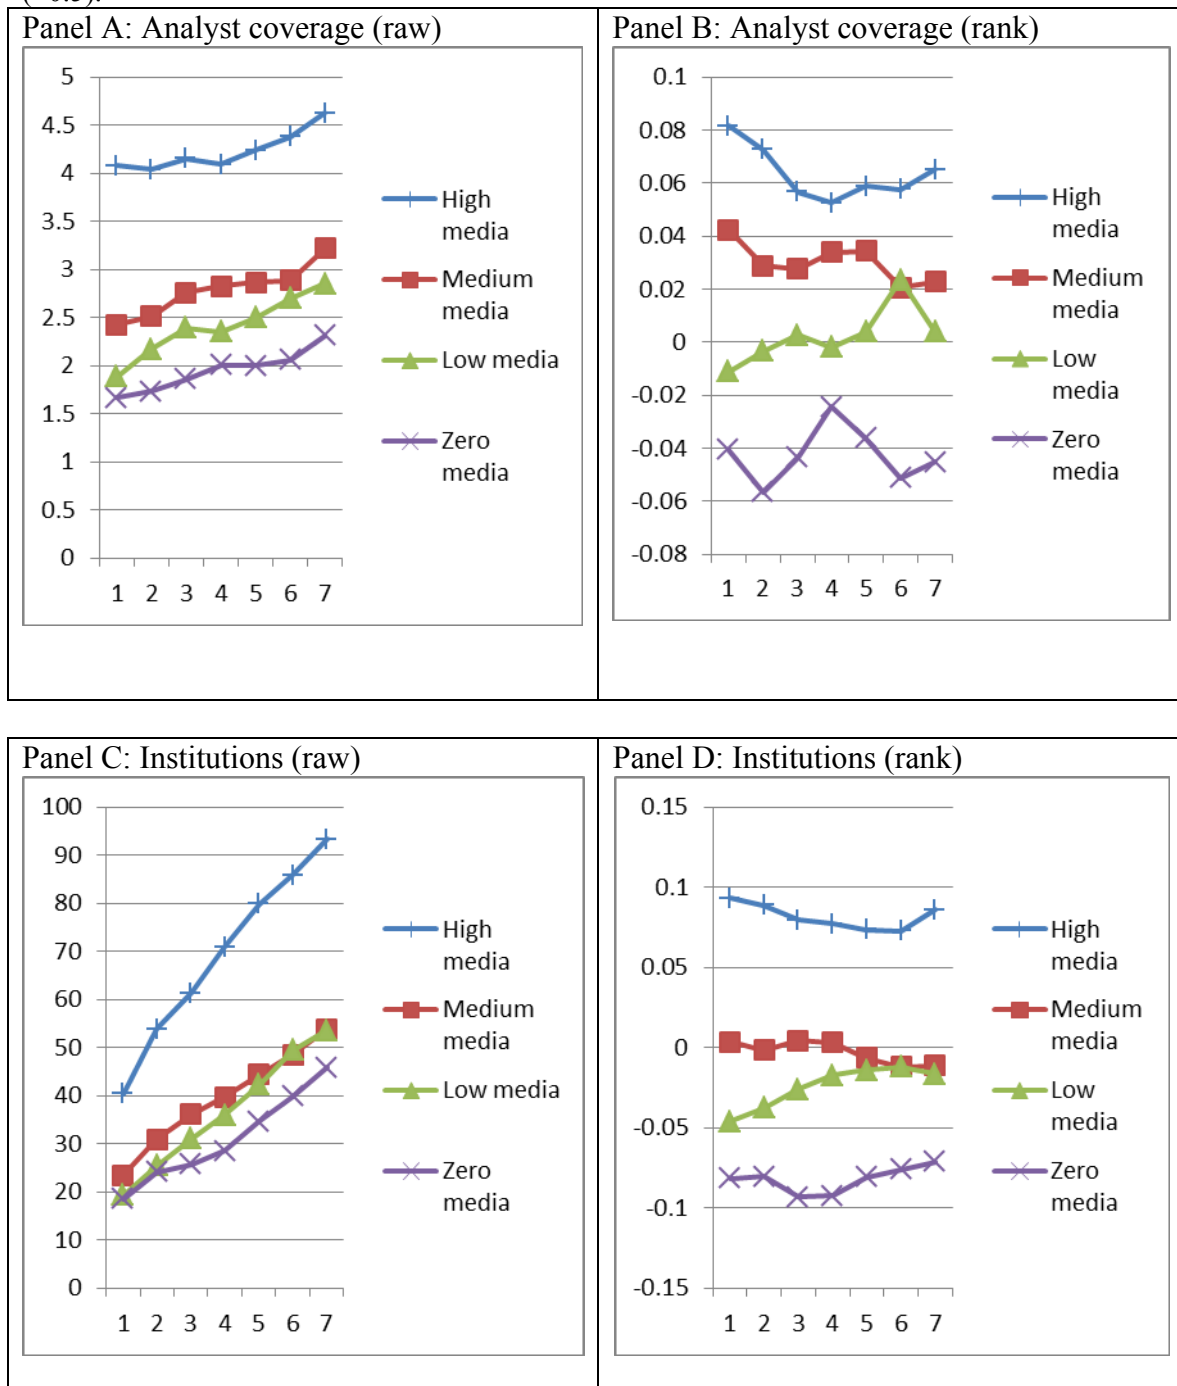 Panel A: Analyst coverage (raw)
5
4.5
4
3.5
3
2.5
2
1.5
1
0.5
0
1 2 3 4 5 6 7
High
media
Medium
media
Low media
Zero
media
Panel B: Analyst coverage (rank)
0.1
0.08
0.06
0.04
0.02
0
-0.02
-0.04
-0.06
-0.08
1 2 3 4 5 6 7
High
media
Medium
media
Low
media
Zero
media
Panel C: Institutions (raw)
100
90
80
70
60
50
40
30
20
10
0
1 2 3 4 5 6 7
High
media
Medium
media
Low media
Zero
media
Panel D: Institutions (rank)
0.15
0.1
0.05
0
-0.05
-0.1
-0.15
1 2 3 4 5 6 7
High
media
Medium
media
Low
media
Zero
media